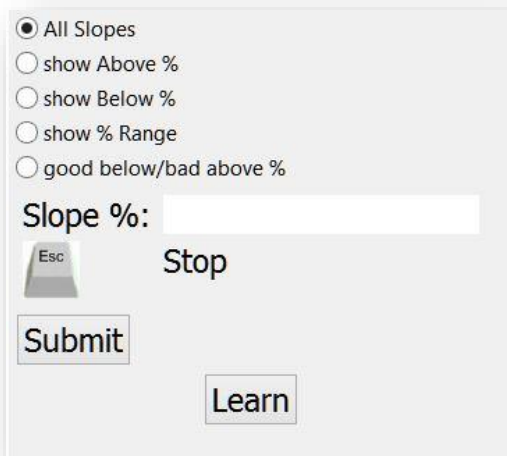 All Slopes
show Above %
show Below %
show % Range
good below/bad above %
Slope %:
Esc Stop
Submit
Learn